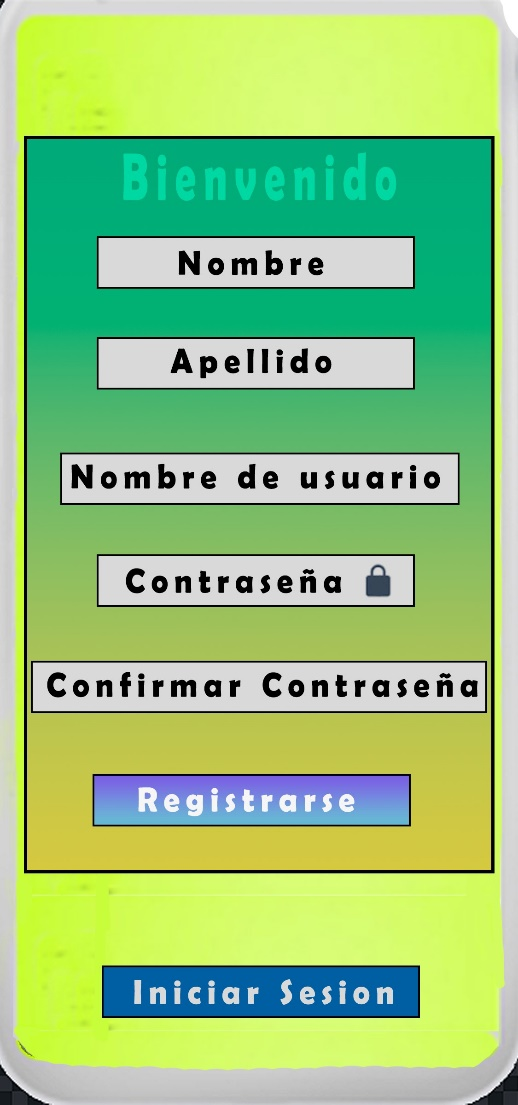 Bienvenido
Nombre
Apellido
Nombre de usuario
Contraseña
Confirmar Contraseña
Registrarse
Iniciar Sesion